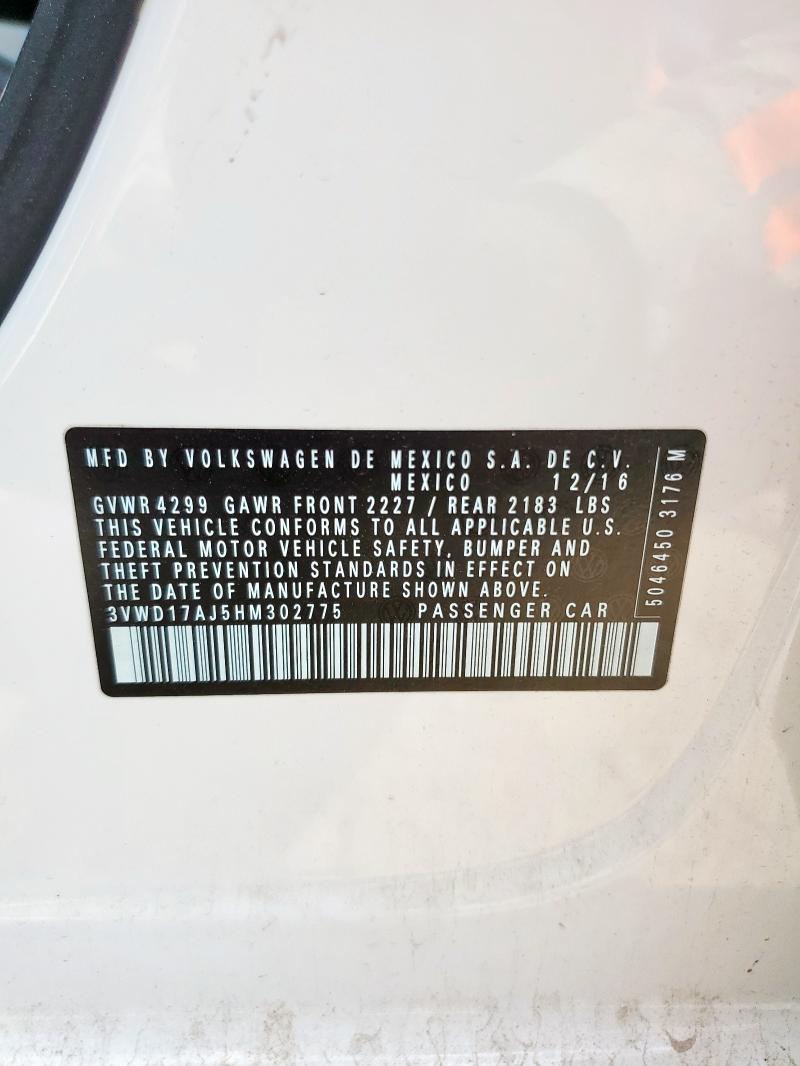 MFD BY VOLKSWAGEN DE MEXICO S.A. DE C.V.
MEXICO 12/16
GVWR 4299 GAWR FRONT 2227 / REAR 2183 LBS
THIS VEHICLE CONFORMS TO ALL APPLICABLE U.S.
FEDERAL MOTOR VEHICLE SAFETY, BUMPER AND
THEFT PREVENTION STANDARDS IN EFFECT ON
THE DATE OF MANUFACTURE SHOWN ABOVE.
3VWD17AJ5HM302775 PASSENGER CAR
5046450 3176 M